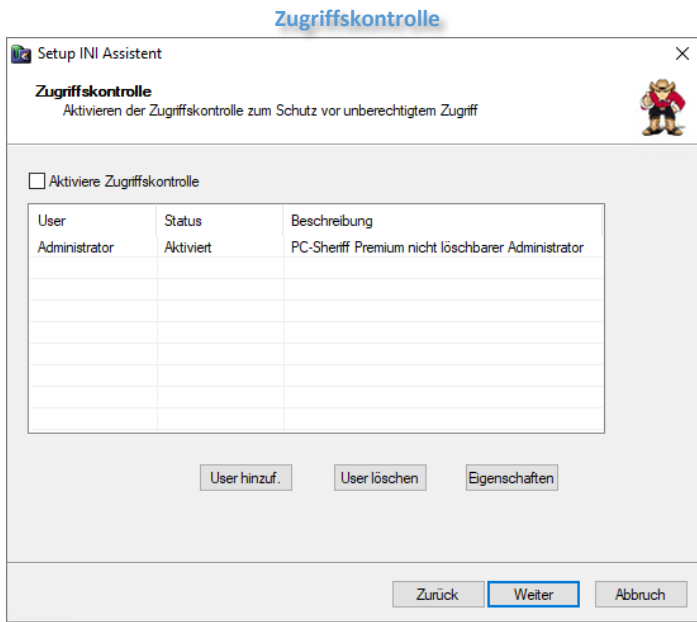 Zugriffskontrolle
Setup INI Assistent
Zugriffskontrolle
Aktivieren der Zugriffskontrolle zum Schutz vor unberechtigtem Zugriff
Aktiviere Zugriffskontrolle
User Status Beschreibung
Administrator Aktiviert PC-Sheriff Premium nicht löschbarer Administrator
User hinzuf. User löschen Eigenschaften
Zurück Weiter Abbruch